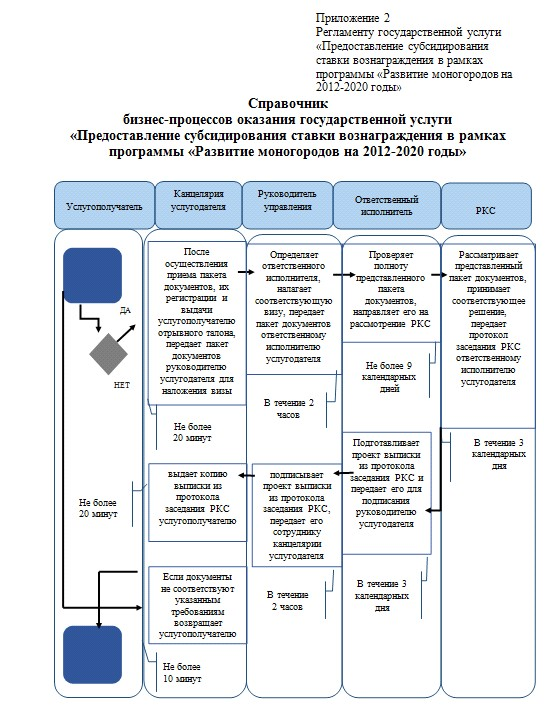 Приложение 2
Регламенту государственной услуги
«Предоставление субсидирования
ставки вознаграждения в рамках
программы «Развитие моногородов на
2012-2020 годы»
Справочник
бизнес-процессов оказания государственной услуги
«Предоставление субсидирования ставки вознаграждения в рамках
программы «Развитие моногородов на 2012-2020 годы»
Услугополучатель
Канцелярия
услугодателя
Руководитель
управления
Ответственный
исполнитель
РКС
ДА
НЕТ
После
осуществления
приема пакета
документов, их
регистрации и
выдачи
услугополучателю
отрывного талона,
передает пакет
документов
руководителю
услугодателя для
наложения визы
Определяет
ответственного
исполнителя,
налагает
соответствующую
визу, передает
пакет документов
ответственному
исполнителю
услугодателя
Проверяет
полноту
представленного
пакета
документов,
направляет его на
рассмотрение РКС
Рассматривает
представленный
пакет документов,
принимает
соответствующее
решение,
передает
протокол
заседания РКС
ответственному
исполнителю
услугодателя
Не более
20 минут
В течение 2
часов
Не более 9
календарных
дней
В течение 3
календарных
дня
Подготавливает
проект выписки
из протокола
заседания РКС и
передает его для
подписания
руководителю
услугодателя
подписывает
проект выписки
из протокола
заседания РКС,
передает его
сотруднику
канцелярии
услугодателя
выдает копию
выписки из
протокола
заседания РКС
услугополучателю
Не более
20 минут
В течение
2 часов
В течение 3
календарных
дня
Если документы
не соответствуют
указанным
требованиям
возвращает
услугополучателю
Не более
10 минут